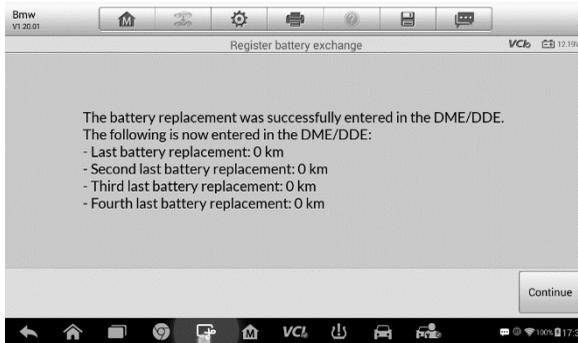 Bmw
V1.20.01
M
Register battery exchange
VCI
12.19V
The battery replacement was successfully entered in the DME/DDE.
The following is now entered in the DME/DDE:
- Last battery replacement: 0 km
- Second last battery replacement: 0 km
- Third last battery replacement: 0 km
- Fourth last battery replacement: 0 km
Continue
M
VCI
100%
17:3